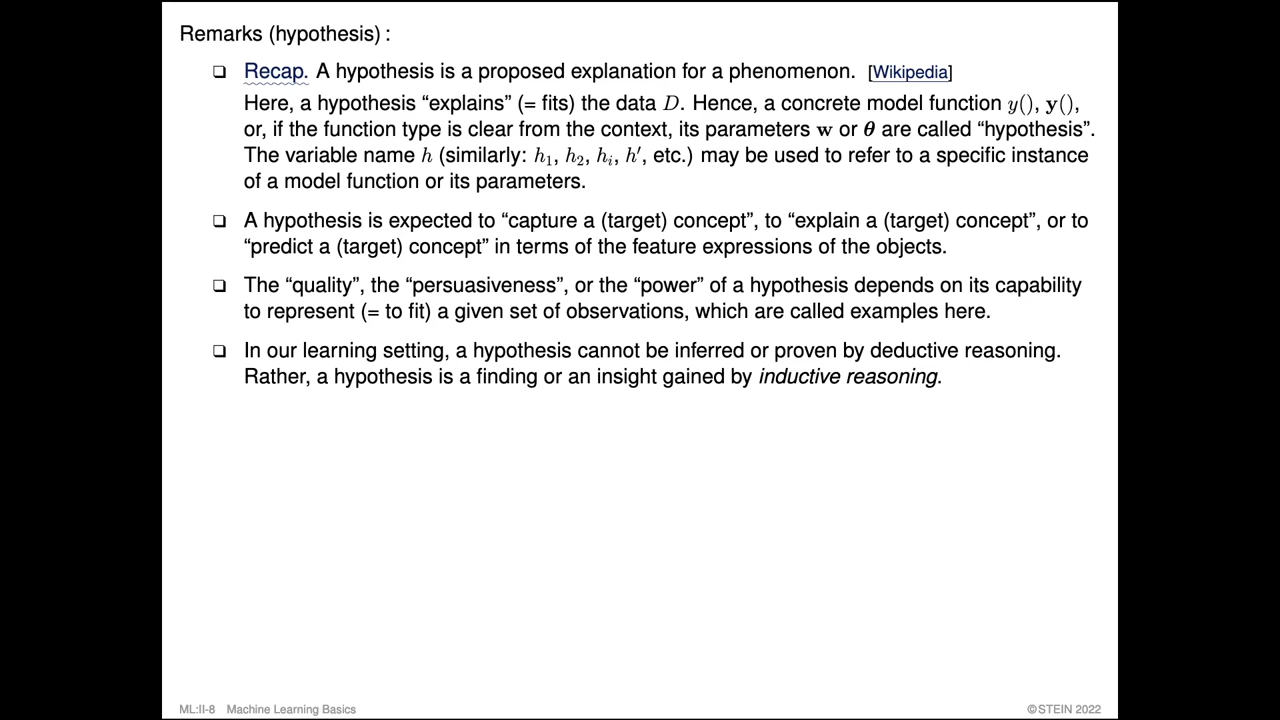 Remarks (hypothesis) :
❑ Recap. A hypothesis is a proposed explanation for a phenomenon. [Wikipedia]
Here, a hypothesis “explains” (= fits) the data D. Hence, a concrete model function y(), 𝐲(),
or, if the function type is clear from the context, its parameters 𝐰 or 𝜽 are called “hypothesis”.
The variable name h (similarly: h₁, h₂, hᵢ, h′, etc.) may be used to refer to a specific instance
of a model function or its parameters.
❑ A hypothesis is expected to “capture a (target) concept”, to “explain a (target) concept”, or to
“predict a (target) concept” in terms of the feature expressions of the objects.
❑ The “quality”, the “persuasiveness”, or the “power” of a hypothesis depends on its capability
to represent (= to fit) a given set of observations, which are called examples here.
❑ In our learning setting, a hypothesis cannot be inferred or proven by deductive reasoning.
Rather, a hypothesis is a finding or an insight gained by inductive reasoning.
ML:II-8 Machine Learning Basics ©STEIN 2022